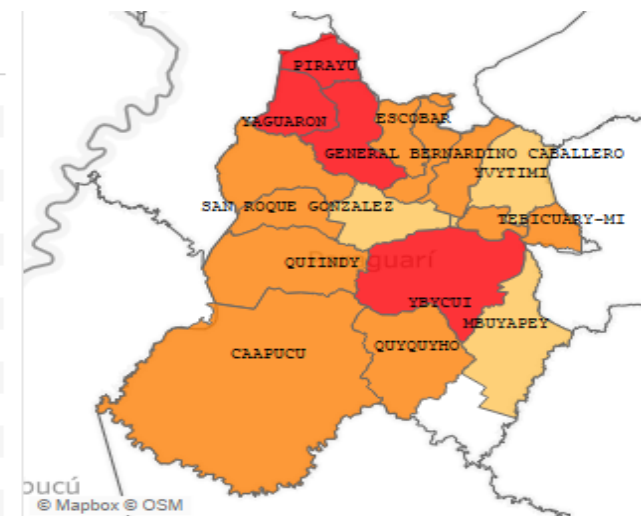 PIRAYU
YAGUARON
ESCOBAR
GENERAL BERNARDINO CABALLERO
YVYTIMI
SAN ROQUE GONZALEZ
TEBICUARY-MI
QUIINDY
YBYCUI
MBUYAPEY
QUYQUYHO
CAAPUCU
© Mapbox © OSM